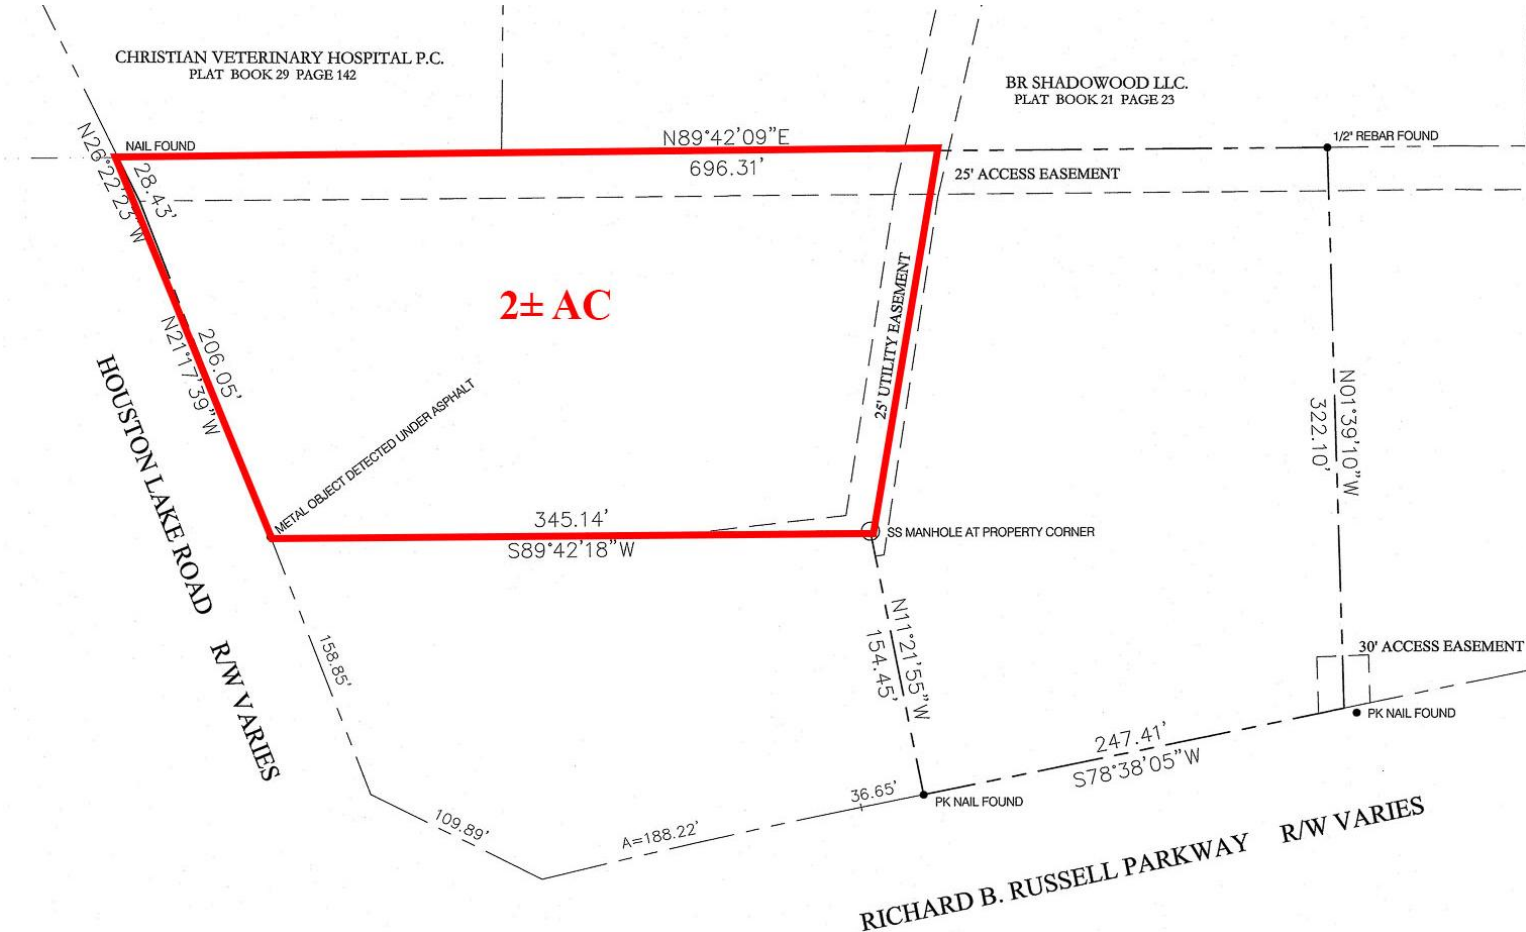 CHRISTIAN VETERINARY HOSPITAL P.C.
PLAT BOOK 29 PAGE 142
BR SHADOWOOD LLC.
PLAT BOOK 21 PAGE 23
NAIL FOUND
N89°42'09"E
696.31'
1/2" REBAR FOUND
25' ACCESS EASEMENT
N26°22'23"W
28.43'
2± AC
25' UTILITY EASEMENT
206.05'
N21°17'39"W
HOUSTON LAKE ROAD R/W VARIES
METAL OBJECT DETECTED UNDER ASPHALT
N01°39'10"W
322.10'
345.14'
S89°42'18"W
SS MANHOLE AT PROPERTY CORNER
N11°21'55"W
154.45'
158.85'
30' ACCESS EASEMENT
PK NAIL FOUND
247.41'
S78°38'05"W
36.65'
PK NAIL FOUND
109.89'
A=188.22'
RICHARD B. RUSSELL PARKWAY R/W VARIES